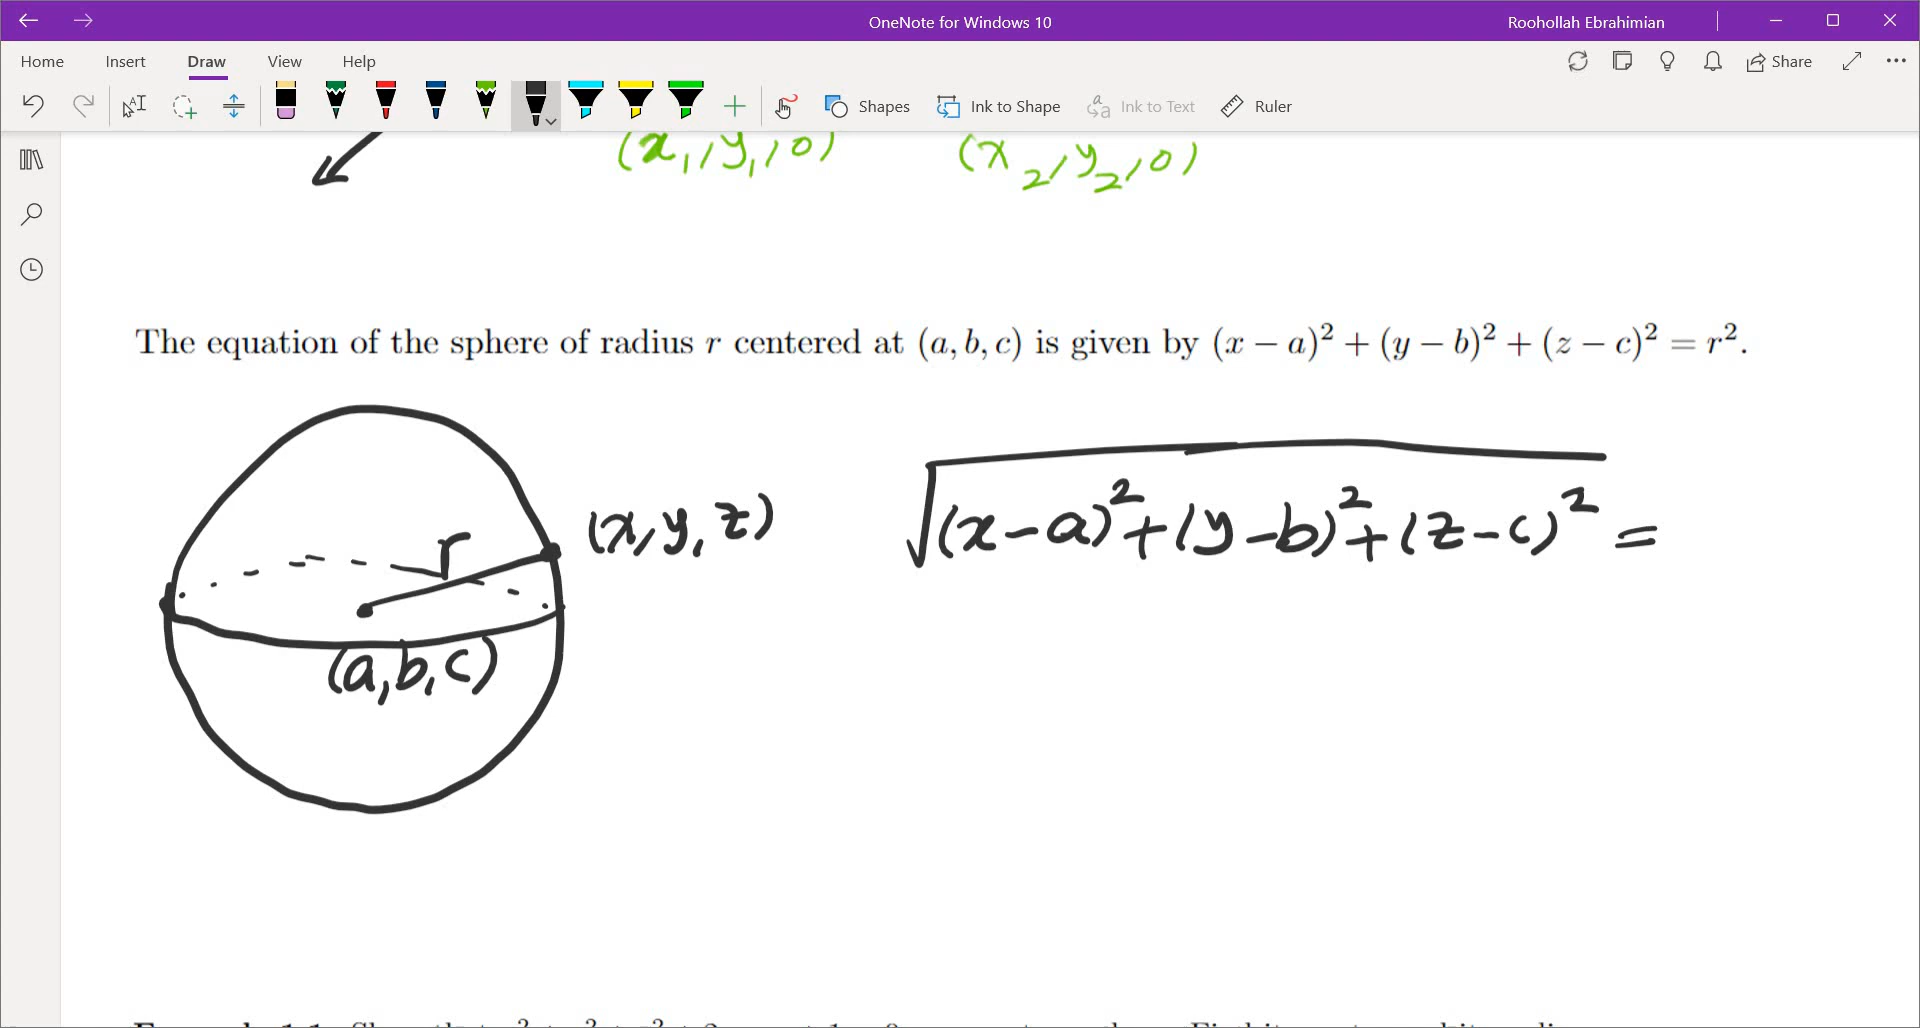 OneNote for Windows 10
Roohollah Ebrahimian
Home Insert Draw View Help
Share
Shapes Ink to Shape Ink to Text Ruler
(x₁, y₁, 0) (x₂, y₂, 0)
The equation of the sphere of radius r centered at (a, b, c) is given by (x − a)² + (y − b)² + (z − c)² = r².
r
(x, y, z)
√((x−a)²+(y−b)²+(z−c)²) =
(a, b, c)